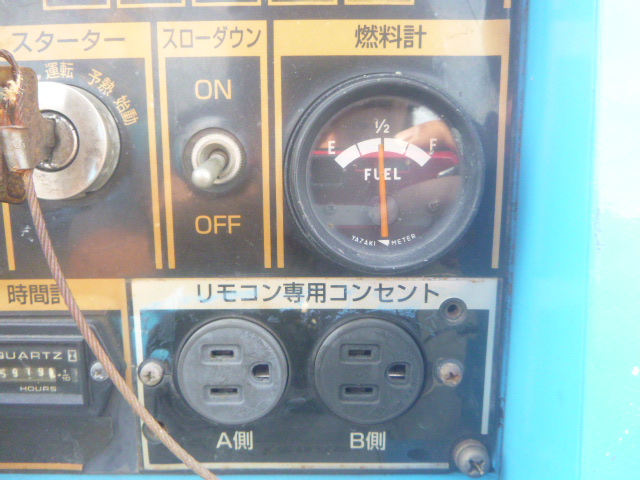 スターター
運転 予熱 始動
スローダウン
ON
OFF
燃料計
E 1/2 F
FUEL
YAZAKI METER
時間計
QUARTZ
HOURS
リモコン専用コンセント
A側
B側